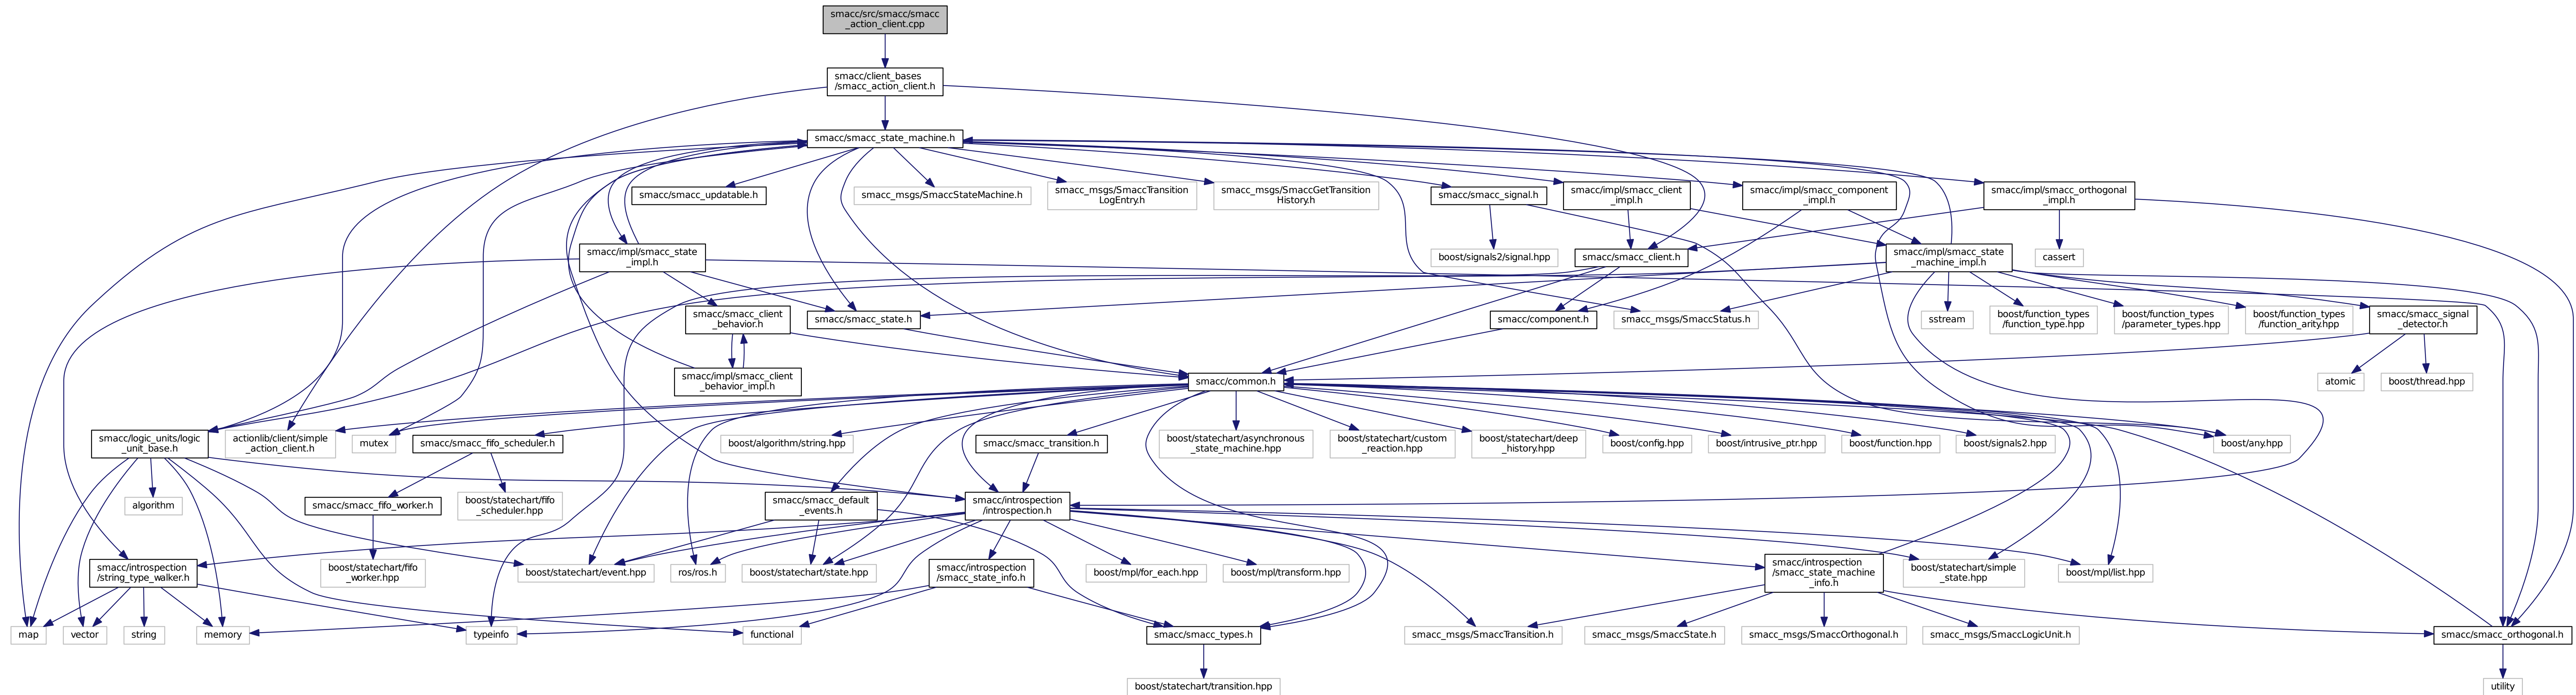 smacc/src/smacc/smacc
_action_client.cpp
smacc/client_bases
/smacc_action_client.h
smacc/smacc_state_machine.h
smacc/smacc_updatable.h
smacc_msgs/SmaccStateMachine.h
smacc_msgs/SmaccTransition
LogEntry.h
smacc_msgs/SmaccGetTransition
History.h
smacc/smacc_signal.h
smacc/impl/smacc_client
_impl.h
smacc/impl/smacc_component
_impl.h
smacc/impl/smacc_orthogonal
_impl.h
smacc/impl/smacc_state
_impl.h
boost/signals2/signal.hpp
smacc/smacc_client.h
smacc/impl/smacc_state
_machine_impl.h
cassert
smacc/smacc_client
_behavior.h
smacc/smacc_state.h
smacc/component.h
smacc_msgs/SmaccStatus.h
sstream
boost/function_types
/function_type.hpp
boost/function_types
/parameter_types.hpp
boost/function_types
/function_arity.hpp
smacc/smacc_signal
_detector.h
smacc/impl/smacc_client
_behavior_impl.h
smacc/common.h
atomic
boost/thread.hpp
smacc/logic_units/logic
_unit_base.h
actionlib/client/simple
_action_client.h
mutex
smacc/smacc_fifo_scheduler.h
boost/algorithm/string.hpp
smacc/smacc_transition.h
boost/statechart/asynchronous
_state_machine.hpp
boost/statechart/custom
_reaction.hpp
boost/statechart/deep
_history.hpp
boost/config.hpp
boost/intrusive_ptr.hpp
boost/function.hpp
boost/signals2.hpp
boost/any.hpp
algorithm
smacc/smacc_fifo_worker.h
boost/statechart/fifo
_scheduler.hpp
smacc/smacc_default
_events.h
smacc/introspection
/introspection.h
smacc/introspection
/string_type_walker.h
boost/statechart/fifo
_worker.hpp
boost/statechart/event.hpp
ros/ros.h
boost/statechart/state.hpp
smacc/introspection
/smacc_state_info.h
boost/mpl/for_each.hpp
boost/mpl/transform.hpp
smacc/introspection
/smacc_state_machine
_info.h
boost/statechart/simple
_state.hpp
boost/mpl/list.hpp
map
vector
string
memory
typeinfo
functional
smacc/smacc_types.h
smacc_msgs/SmaccTransition.h
smacc_msgs/SmaccState.h
smacc_msgs/SmaccOrthogonal.h
smacc_msgs/SmaccLogicUnit.h
smacc/smacc_orthogonal.h
boost/statechart/transition.hpp
utility